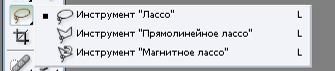 Инструмент "Лассо" L
Инструмент "Прямолинейное лассо" L
Инструмент "Магнитное лассо" L